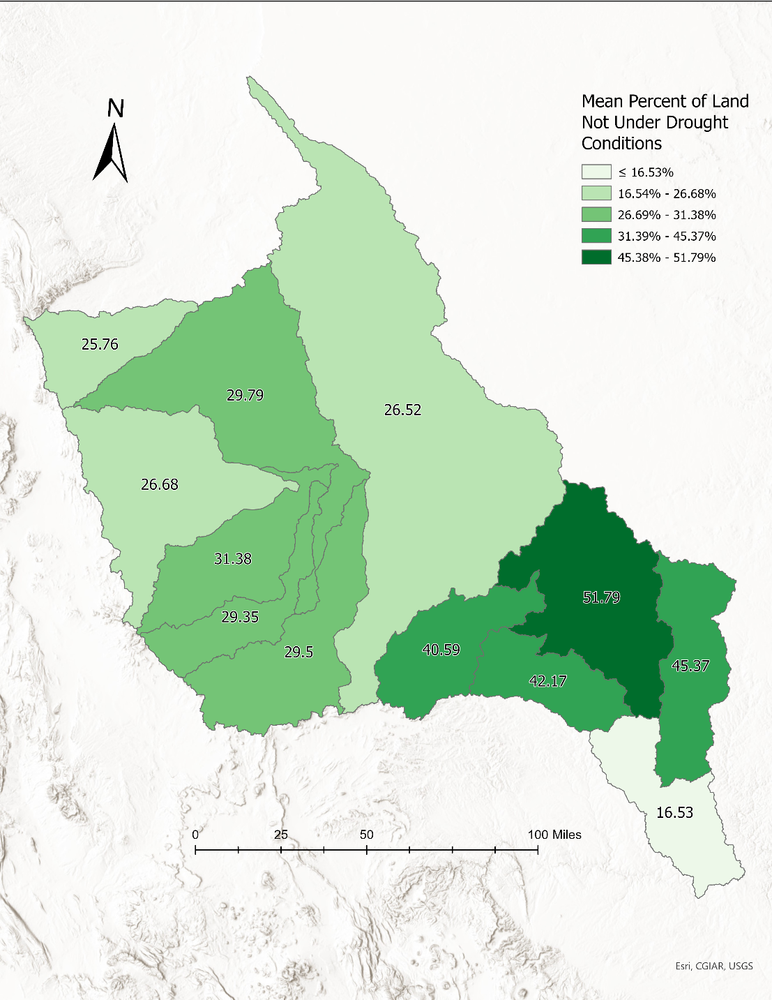 N
Mean Percent of Land
Not Under Drought
Conditions
≤ 16.53%
16.54% - 26.68%
26.69% - 31.38%
31.39% - 45.37%
45.38% - 51.79%
25.76
29.79
26.52
26.68
31.38
51.79
29.35
29.5
40.59
45.37
42.17
16.53
0 25 50 100 Miles
Esri, CGIAR, USGS